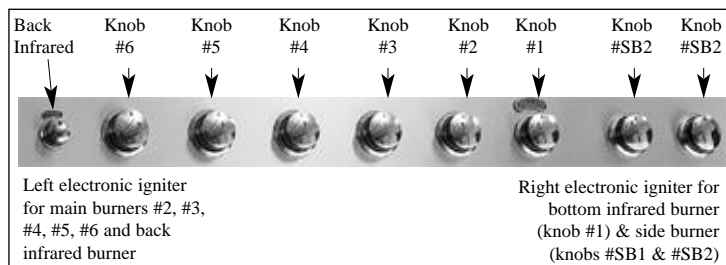 Back
Infrared
Knob
#6
Knob
#5
Knob
#4
Knob
#3
Knob
#2
Knob
#1
Knob
#SB2
Knob
#SB2
Left electronic igniter
for main burners #2, #3,
#4, #5, #6 and back
infrared burner
Right electronic igniter for
bottom infrared burner
(knob #1) & side burner
(knobs #SB1 & #SB2)